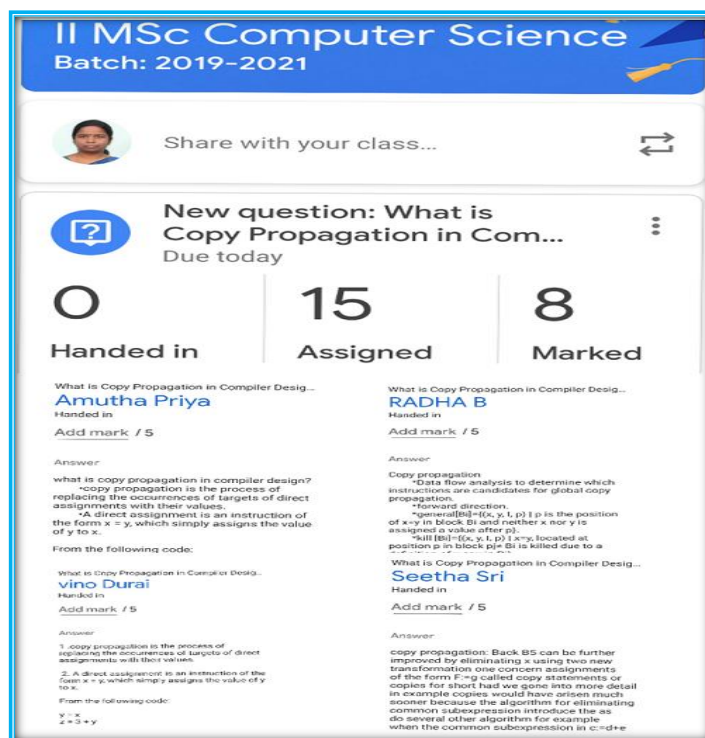 II MSc Computer Science
Batch: 2019-2021
Share with your class...
New question: What is
Copy Propagation in Com...
Due today
0
Handed in
15
Assigned
8
Marked
What is Copy Propagation in Compiler Desig...
Amutha Priya
Handed in
Add mark / 5
Answer
what is copy propagation in compiler design?
•copy propagation is the process of
replacing the occurrences of targets of direct
assignments with their values.
•A direct assignment is an instruction of
the form x = y, which simply assigns the value
of y to x.
From the following code:
What is Copy Propagation in Compiler Desig...
RADHA B
Handed in
Add mark / 5
Answer
Copy propagation
*Data flow analysis to determine which
instructions are candidates for global copy
propagation.
*forward direction.
*general[Bi]={(x, y, I, p) I p is the position
of x=y in block Bi and neither x nor y is
assigned a value after p}.
*kill [Bi]={(x, y, I, p) I x=y, located at
position p in block pj≠ Bi is killed due to a
What is Copy Propagation in Compiler Desig...
vino Durai
Handed in
Add mark / 5
Answer
1 .copy propagation is the process of
replacing the occurrences of targets of direct
assignments with their values
2. A direct assignment is an instruction of the
form x = y, which simply assigns the value of y
to x.
From the following code:
y = x
z = 3 + y
What is Copy Propagation in Compiler Desig...
Seetha Sri
Handed in
Add mark / 5
Answer
copy propagation: Back B5 can be further
improved by eliminating x using two new
transformation one concern assignments
of the form F:=g called copy statements or
copies for short had we gone into more detail
in example copies would have arisen much
sooner because the algorithm for eliminating
common subexpression introduce the as
do several other algorithm for example
when the common subexpression in c:=d+e